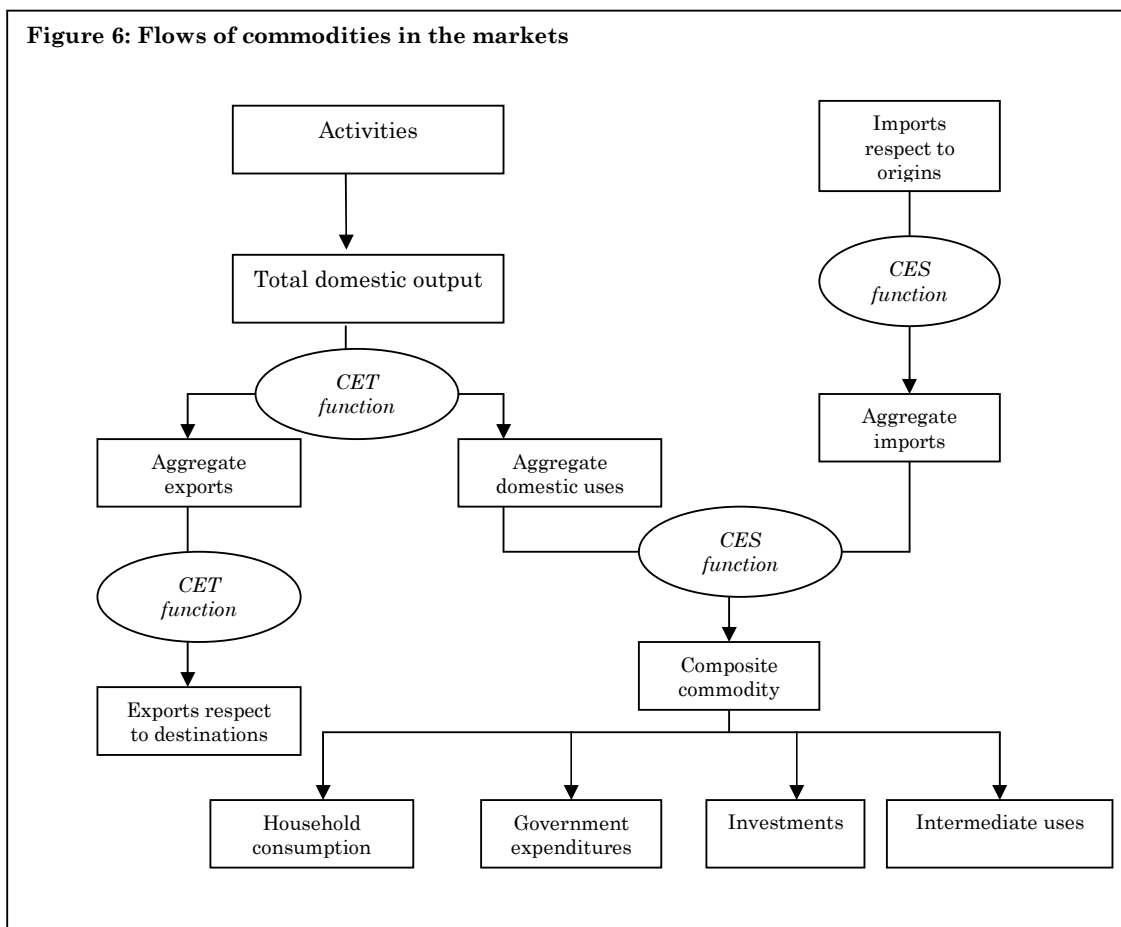 Figure 6: Flows of commodities in the markets
Activities
Imports
respect to
origins
Total domestic output
CES
function
CET
function
Aggregate
imports
Aggregate
exports
Aggregate
domestic uses
CES
function
CET
function
Composite
commodity
Exports respect
to destinations
Household
consumption
Government
expenditures
Investments
Intermediate uses